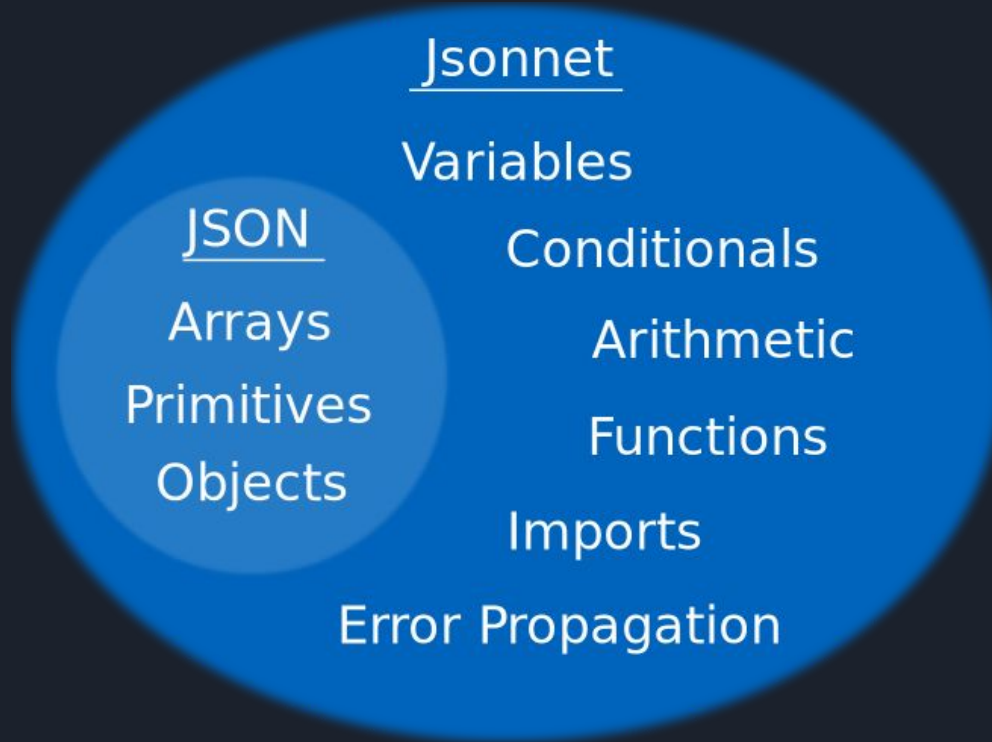 Jsonnet
Variables
JSON
Conditionals
Arrays
Arithmetic
Primitives
Functions
Objects
Imports
Error Propagation